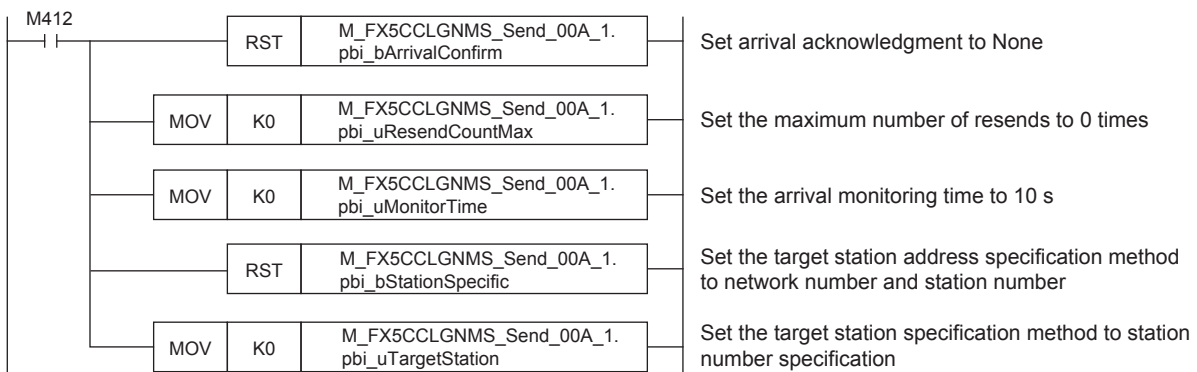 M412
RST M_FX5CCLGNMS_Send_00A_1. Set arrival acknowledgment to None
pbi_bArrivalConfirm
MOV K0 M_FX5CCLGNMS_Send_00A_1. Set the maximum number of resends to 0 times
pbi_uResendCountMax
MOV K0 M_FX5CCLGNMS_Send_00A_1. Set the arrival monitoring time to 10 s
pbi_uMonitorTime
RST M_FX5CCLGNMS_Send_00A_1. Set the target station address specification method
pbi_bStationSpecific to network number and station number
MOV K0 M_FX5CCLGNMS_Send_00A_1. Set the target station specification method to station
pbi_uTargetStation number specification